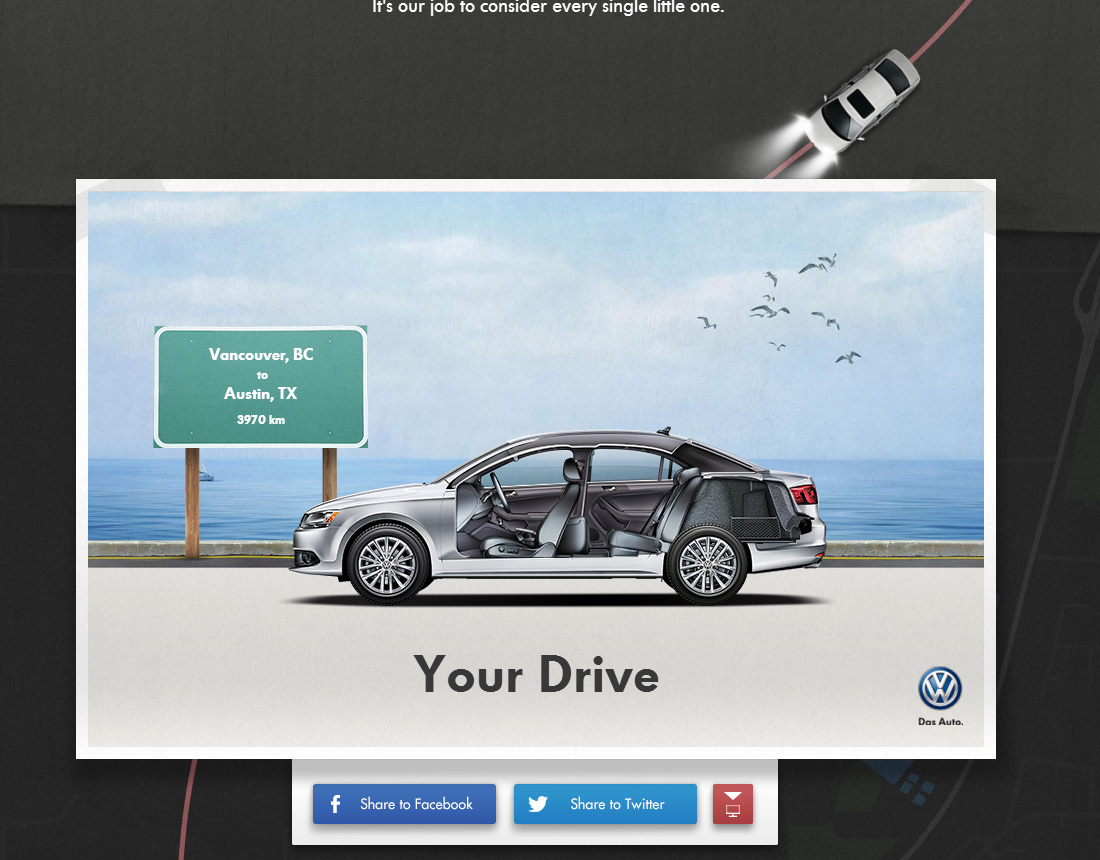 It's our job to consider every single little one.
Vancouver, BC
to
Austin, TX
3970 km
Your Drive
Das Auto.
Share to Facebook
Share to Twitter